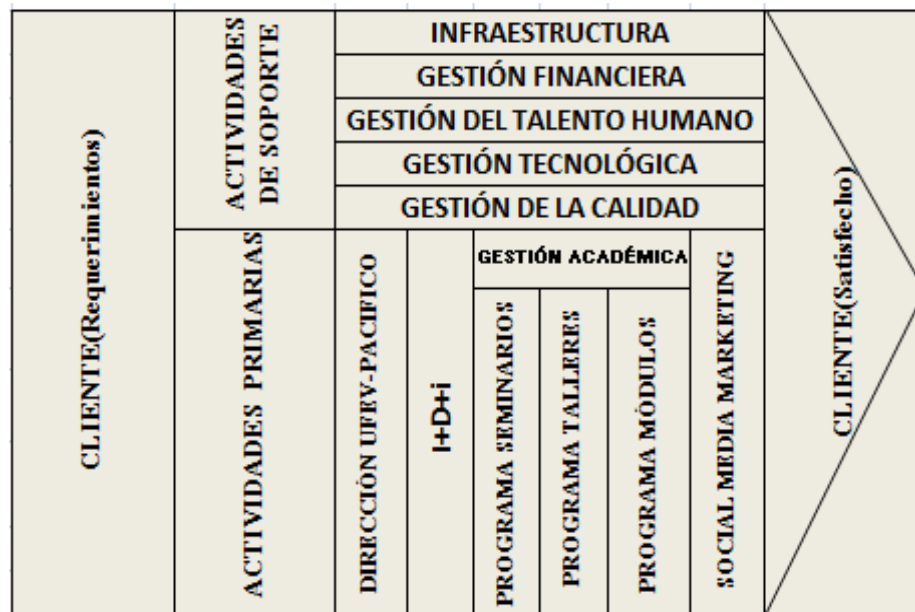 CLIENTE(Requerimientos)
ACTIVIDADES
DE SOPORTE
INFRAESTRUCTURA
GESTIÓN FINANCIERA
GESTIÓN DEL TALENTO HUMANO
GESTIÓN TECNOLÓGICA
GESTIÓN DE LA CALIDAD
ACTIVIDADES PRIMARIAS
DIRECCIÓN UFEV-PACIFICO
I+D+i
GESTIÓN ACADÉMICA
PROGRAMA SEMINARIOS
PROGRAMA TALLERES
PROGRAMA MÓDULOS
SOCIAL MEDIA MARKETING
CLIENTE(Satisfecho)